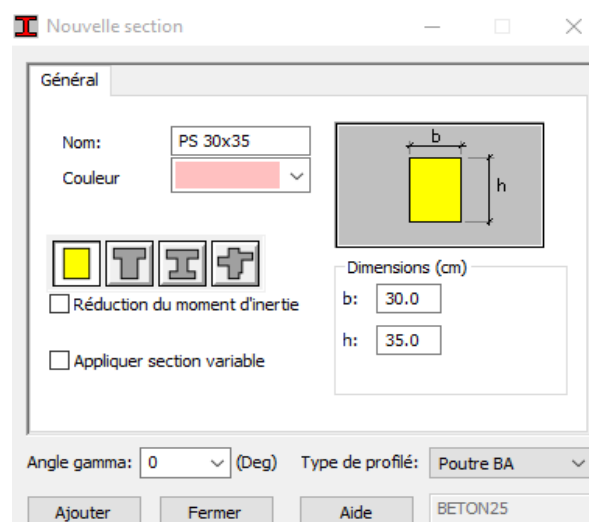 Nouvelle section
Général
Nom: PS 30x35
Couleur
b
h
Réduction du moment d'inertie
Appliquer section variable
Dimensions (cm)
b: 30.0
h: 35.0
Angle gamma: 0 (Deg) Type de profilé: Poutre BA
Ajouter Fermer Aide BETON25